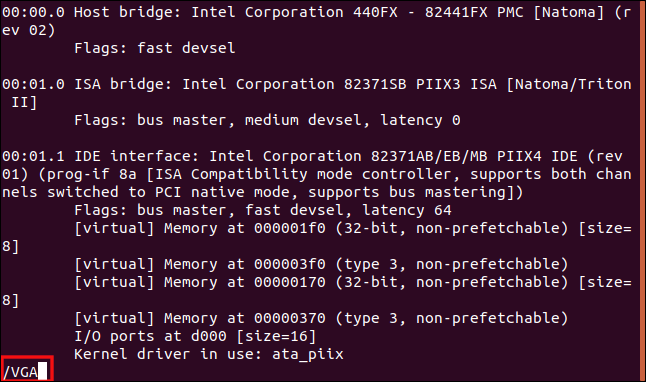 00:00.0 Host bridge: Intel Corporation 440FX - 82441FX PMC [Natoma] (r
ev 02)
Flags: fast devsel
00:01.0 ISA bridge: Intel Corporation 82371SB PIIX3 ISA [Natoma/Triton
II]
Flags: bus master, medium devsel, latency 0
00:01.1 IDE interface: Intel Corporation 82371AB/EB/MB PIIX4 IDE (rev
01) (prog-if 8a [ISA Compatibility mode controller, supports both chan
nels switched to PCI native mode, supports bus mastering])
Flags: bus master, fast devsel, latency 64
[virtual] Memory at 000001f0 (32-bit, non-prefetchable) [size=
8]
[virtual] Memory at 000003f0 (type 3, non-prefetchable)
[virtual] Memory at 00000170 (32-bit, non-prefetchable) [size=
8]
[virtual] Memory at 00000370 (type 3, non-prefetchable)
I/O ports at d000 [size=16]
Kernel driver in use: ata_piix
/VGA